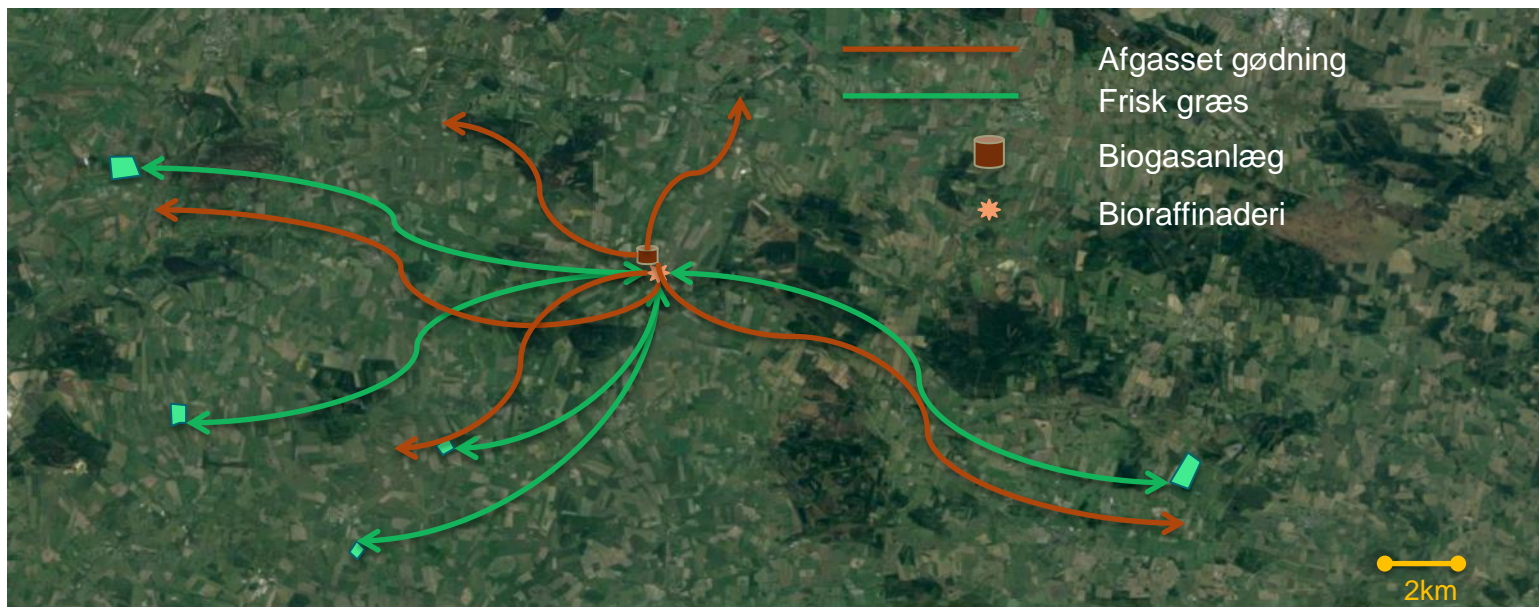 Afgasset gødning
Frisk græs
Biogasanlæg
Bioraffinaderi
2km